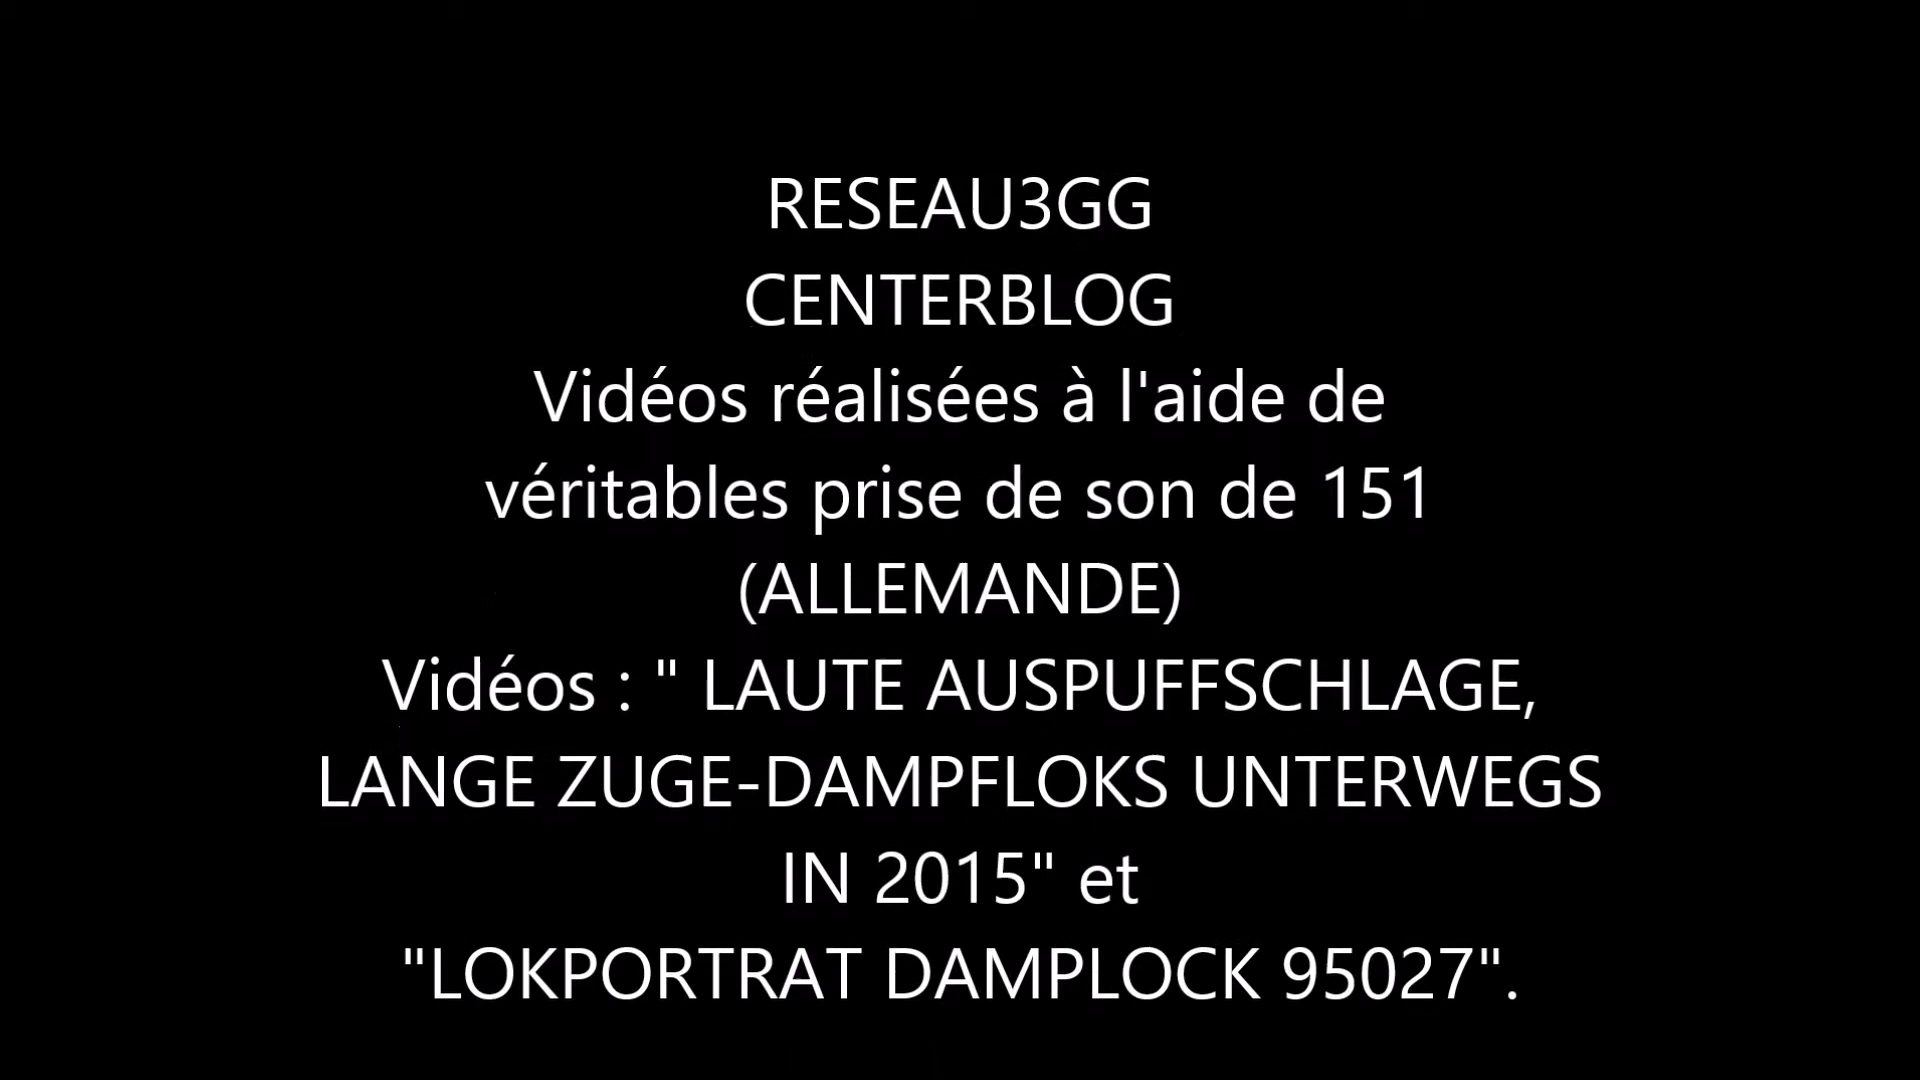 RESEAU3GG
CENTERBLOG
Vidéos réalisées à l'aide de
véritables prise de son de 151
(ALLEMANDE)
Vidéos : " LAUTE AUSPUFFSCHLAGE,
LANGE ZUGE-DAMPFLOKS UNTERWEGS
IN 2015" et
"LOKPORTRAT DAMPLOCK 95027".